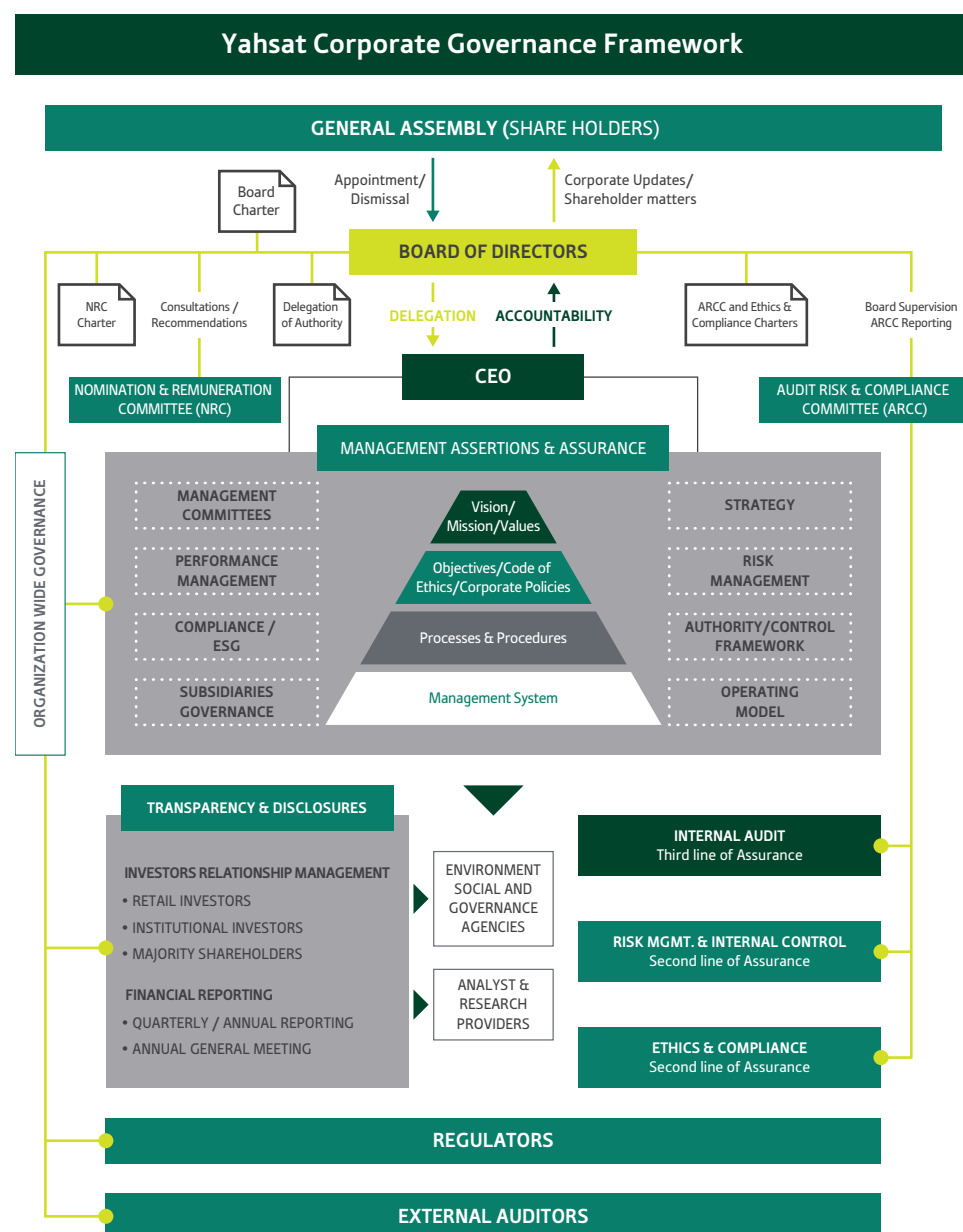 Yahsat Corporate Governance Framework
GENERAL ASSEMBLY (SHARE HOLDERS)
Board
Charter
Appointment/
Dismissal
Corporate Updates/
Shareholder matters
BOARD OF DIRECTORS
NRC
Charter
Consultations /
Recommendations
Delegation
of Authority
DELEGATION
ACCOUNTABILITY
ARCC and Ethics &
Compliance Charters
Board Supervision
ARCC Reporting
CEO
NOMINATION & REMUNERATION
COMMITTEE (NRC)
AUDIT RISK & COMPLIANCE
COMMITTEE (ARCC)
MANAGEMENT ASSERTIONS & ASSURANCE
ORGANIZATION WIDE GOVERNANCE
MANAGEMENT
COMMITTEES
PERFORMANCE
MANAGEMENT
COMPLIANCE /
ESG
SUBSIDIARIES
GOVERNANCE
Vision/
Mission/Values
Objectives/Code of
Ethics/Corporate Policies
Processes & Procedures
Management System
STRATEGY
RISK
MANAGEMENT
AUTHORITY/CONTROL
FRAMEWORK
OPERATING
MODEL
TRANSPARENCY & DISCLOSURES
INVESTORS RELATIONSHIP MANAGEMENT
• RETAIL INVESTORS
• INSTITUTIONAL INVESTORS
• MAJORITY SHAREHOLDERS
FINANCIAL REPORTING
• QUARTERLY / ANNUAL REPORTING
• ANNUAL GENERAL MEETING
ENVIRONMENT
SOCIAL AND
GOVERNANCE
AGENCIES
ANALYST &
RESEARCH
PROVIDERS
INTERNAL AUDIT
Third line of Assurance
RISK MGMT. & INTERNAL CONTROL
Second line of Assurance
ETHICS & COMPLIANCE
Second line of Assurance
REGULATORS
EXTERNAL AUDITORS